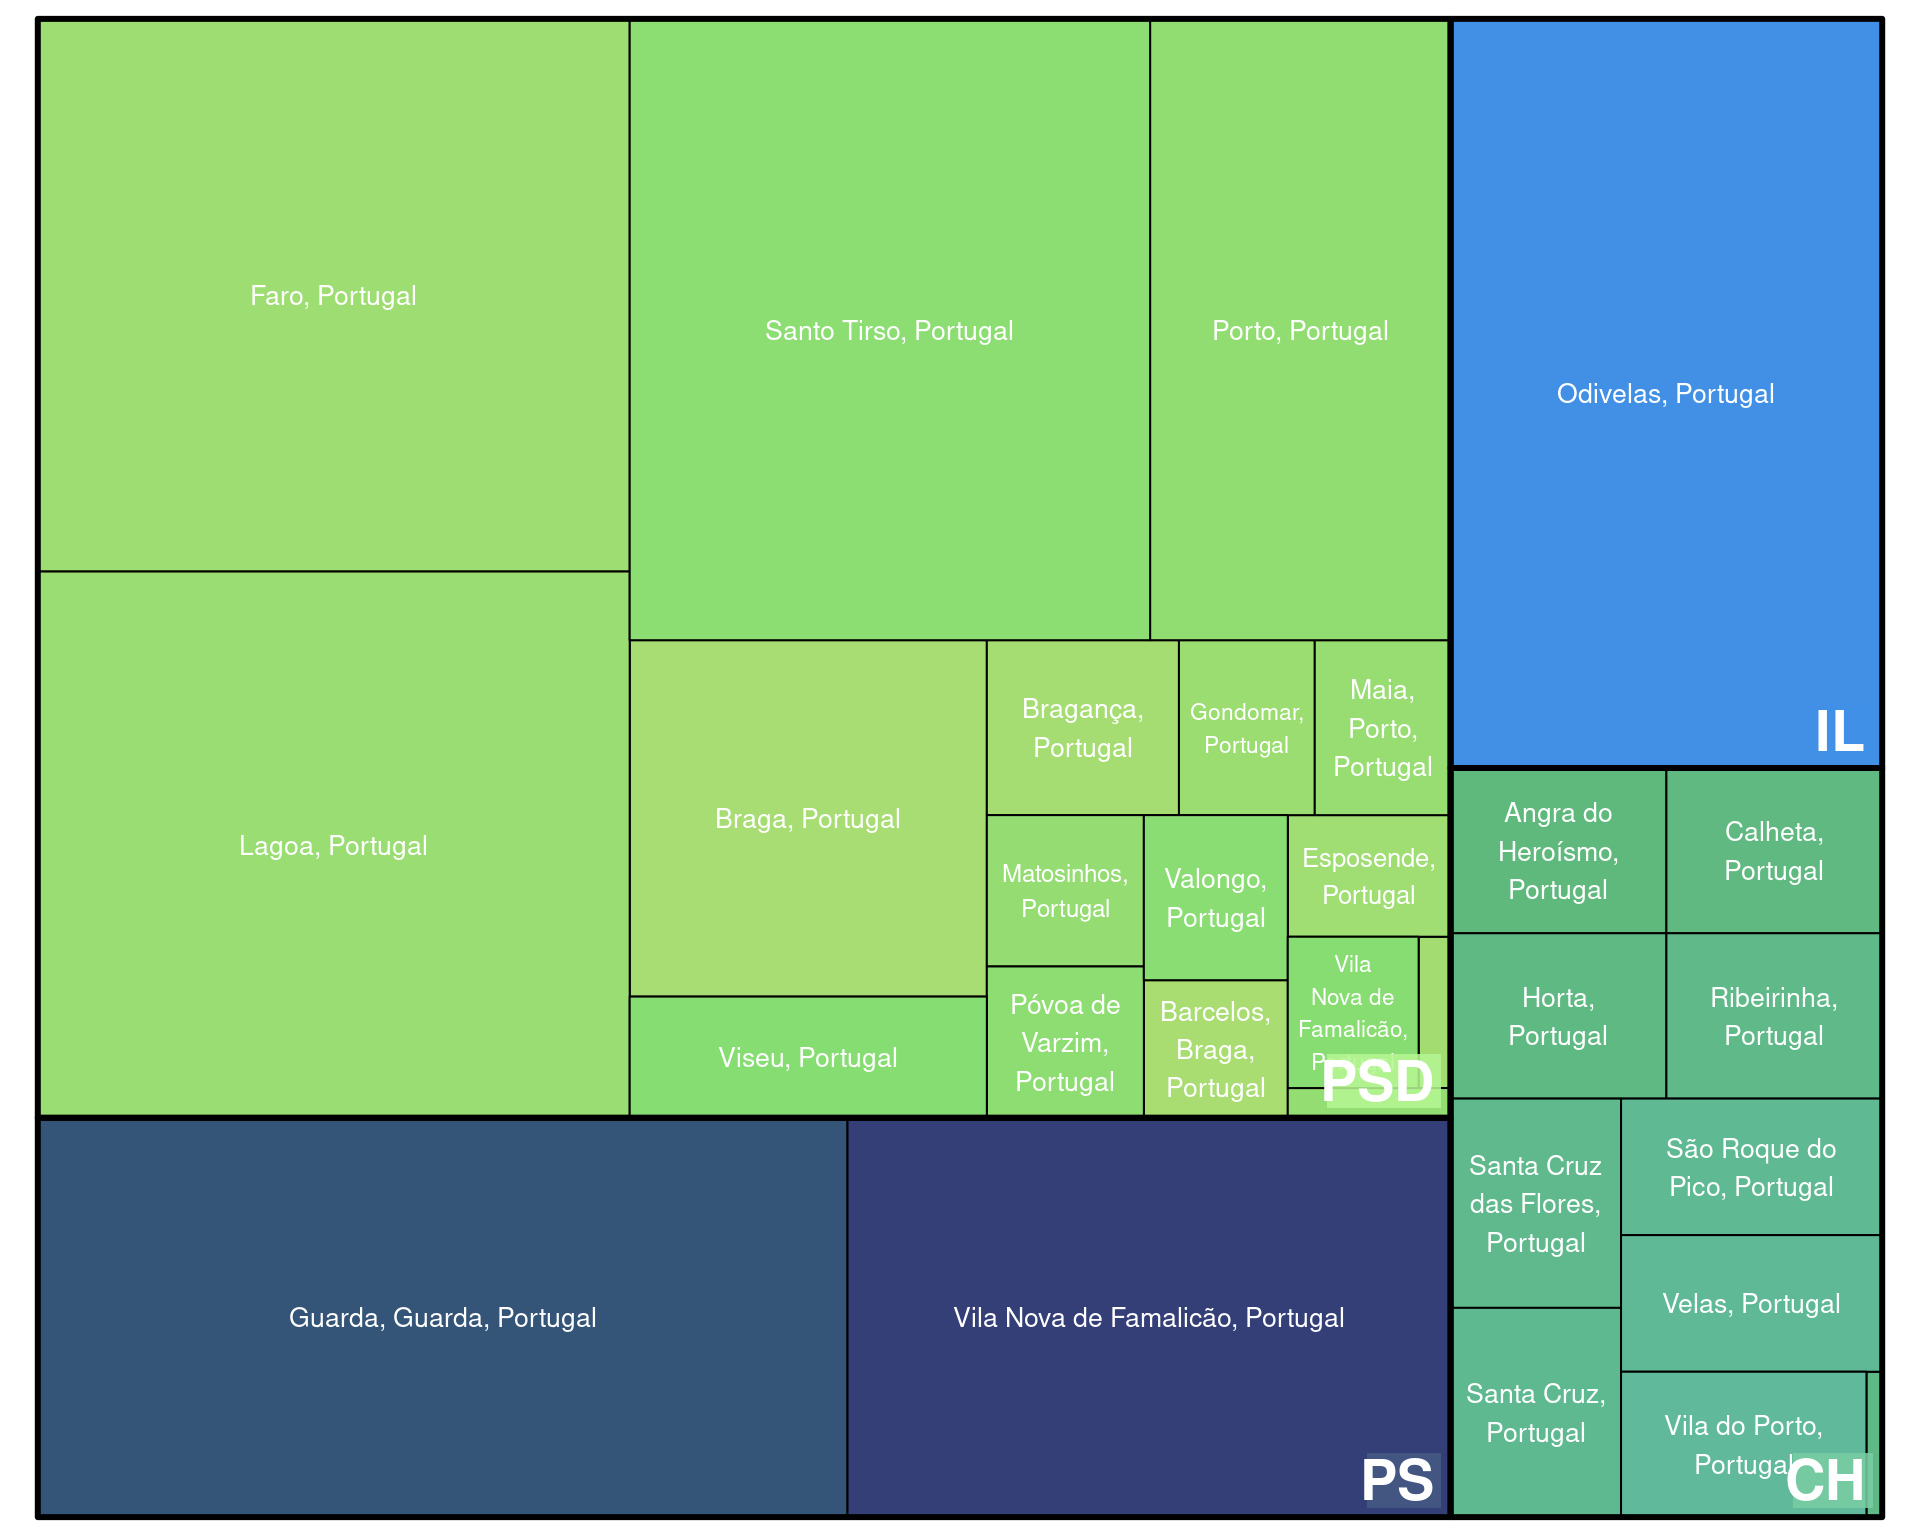 Faro, Portugal
Santo Tirso, Portugal
Porto, Portugal
Odivelas, Portugal
IL
Lagoa, Portugal
Braga, Portugal
Bragança,
Portugal
Gondomar,
Portugal
Maia,
Porto,
Portugal
Matosinhos,
Portugal
Valongo,
Portugal
Esposende,
Portugal
Viseu, Portugal
Póvoa de
Varzim,
Portugal
Barcelos,
Braga,
Portugal
Vila
Nova de
Famalicão,
PSD
Angra do
Heroísmo,
Portugal
Calheta,
Portugal
Horta,
Portugal
Ribeirinha,
Portugal
Santa Cruz
das Flores,
Portugal
São Roque do
Pico, Portugal
Velas, Portugal
Santa Cruz,
Portugal
Vila do Porto,
Portugal
CH
Guarda, Guarda, Portugal
Vila Nova de Famalicão, Portugal
PS